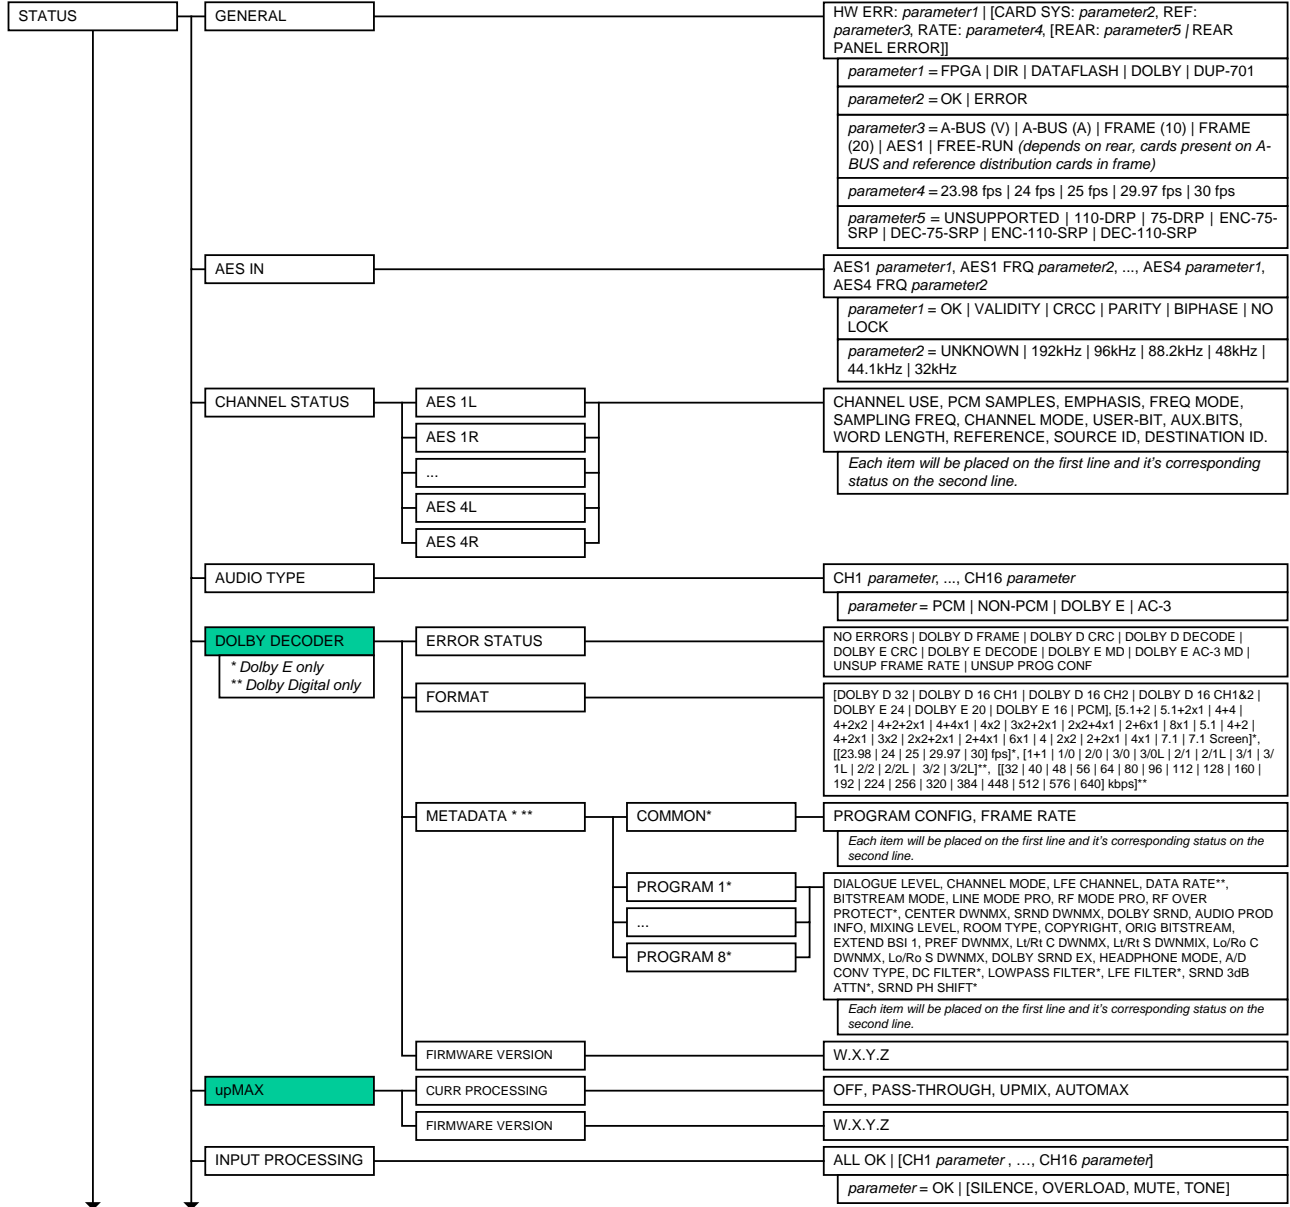 STATUS
GENERAL
HW ERR: parameter1 | [CARD SYS: parameter2, REF:
parameter3, RATE: parameter4, [REAR: parameter5 | REAR
PANEL ERROR]]
parameter1 = FPGA | DIR | DATAFLASH | DOLBY | DUP-701
parameter2 = OK | ERROR
parameter3 = A-BUS (V) | A-BUS (A) | FRAME (10) | FRAME
(20) | AES1 | FREE-RUN (depends on rear, cards present on A-
BUS and reference distribution cards in frame)
parameter4 = 23.98 fps | 24 fps | 25 fps | 29.97 fps | 30 fps
parameter5 = UNSUPPORTED | 110-DRP | 75-DRP | ENC-75-
SRP | DEC-75-SRP | ENC-110-SRP | DEC-110-SRP
AES IN
AES1 parameter1, AES1 FRQ parameter2, ..., AES4 parameter1,
AES4 FRQ parameter2
parameter1 = OK | VALIDITY | CRCC | PARITY | BIPHASE | NO
LOCK
parameter2 = UNKNOWN | 192kHz | 96kHz | 88.2kHz | 48kHz |
44.1kHz | 32kHz
CHANNEL STATUS
AES 1L
AES 1R
...
AES 4L
AES 4R
CHANNEL USE, PCM SAMPLES, EMPHASIS, FREQ MODE,
SAMPLING FREQ, CHANNEL MODE, USER-BIT, AUX.BITS,
WORD LENGTH, REFERENCE, SOURCE ID, DESTINATION ID.
Each item will be placed on the first line and it's corresponding
status on the second line.
AUDIO TYPE
CH1 parameter, ..., CH16 parameter
parameter = PCM | NON-PCM | DOLBY E | AC-3
DOLBY DECODER
* Dolby E only
** Dolby Digital only
ERROR STATUS
NO ERRORS | DOLBY D FRAME | DOLBY D CRC | DOLBY D DECODE |
DOLBY E CRC | DOLBY E DECODE | DOLBY E MD | DOLBY E AC-3 MD |
UNSUP FRAME RATE | UNSUP PROG CONF
FORMAT
[DOLBY D 32 | DOLBY D 16 CH1 | DOLBY D 16 CH2 | DOLBY D 16 CH1&2 |
DOLBY E 24 | DOLBY E 20 | DOLBY E 16 | PCM], [5.1+2 | 5.1+2x1 | 4+4 |
4+2x2 | 4+2+2x1 | 4+4x1 | 4x2 | 3x2+2x1 | 2x2+4x1 | 2+6x1 | 8x1 | 5.1 | 4+2 |
4+2x1 | 3x2 | 2x2+2x1 | 2+4x1 | 6x1 | 4 | 2x2 | 2+2x1 | 4x1 | 7.1 | 7.1 Screen]*,
[[23.98 | 24 | 25 | 29.97 | 30] fps]*, [1+1 | 1/0 | 2/0 | 3/0 | 3/0L | 2/1 | 2/1L | 3/1 | 3/
1L | 2/2 | 2/2L | 3/2 | 3/2L]**, [[32 | 40 | 48 | 56 | 64 | 80 | 96 | 112 | 128 | 160 |
192 | 224 | 256 | 320 | 384 | 448 | 512 | 576 | 640] kbps]**
METADATA * **
COMMON*
PROGRAM CONFIG, FRAME RATE
Each item will be placed on the first line and it's corresponding status on the
second line.
PROGRAM 1*
...
PROGRAM 8*
DIALOGUE LEVEL, CHANNEL MODE, LFE CHANNEL, DATA RATE**,
BITSTREAM MODE, LINE MODE PRO, RF MODE PRO, RF OVER
PROTECT*, CENTER DWNMX, SRND DWNMX, DOLBY SRND, AUDIO PROD
INFO, MIXING LEVEL, ROOM TYPE, COPYRIGHT, ORIG BITSTREAM,
EXTEND BSI 1, PREF DWNMX, Lt/Rt C DWNMX, Lt/Rt S DWNMIX, Lo/Ro C
DWNMX, Lo/Ro S DWNMX, DOLBY SRND EX, HEADPHONE MODE, A/D
CONV TYPE, DC FILTER*, LOWPASS FILTER*, LFE FILTER*, SRND 3dB
ATTN*, SRND PH SHIFT*
Each item will be placed on the first line and it's corresponding status on the
second line.
FIRMWARE VERSION
W.X.Y.Z
upMAX
CURR PROCESSING
OFF, PASS-THROUGH, UPMIX, AUTOMAX
FIRMWARE VERSION
W.X.Y.Z
INPUT PROCESSING
ALL OK | [CH1 parameter , ..., CH16 parameter]
parameter = OK | [SILENCE, OVERLOAD, MUTE, TONE]